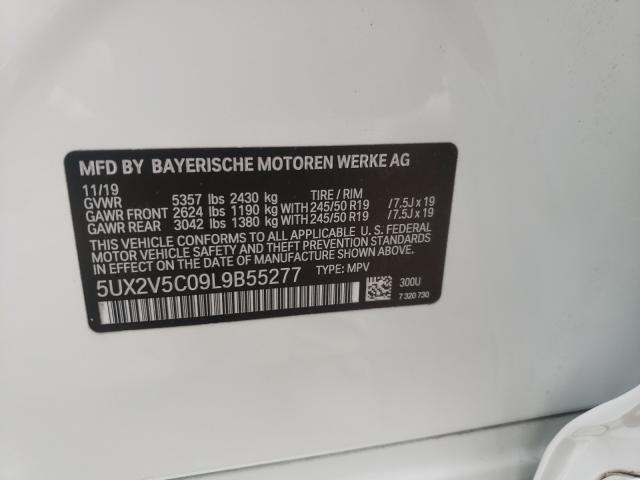 MFD BY BAYERISCHE MOTOREN WERKE AG
11/19
GVWR 5357 lbs 2430 kg TIRE / RIM
GAWR FRONT 2624 lbs 1190 kg WITH 245/50 R19 / 7.5J x 19
GAWR REAR 3042 lbs 1380 kg WITH 245/50 R19 / 7.5J x 19
THIS VEHICLE CONFORMS TO ALL APPLICABLE U. S. FEDERAL
MOTOR VEHICLE SAFETY AND THEFT PREVENTION STANDARDS
IN EFFECT ON THE DATE OF MANUFACTURE SHOWN ABOVE.
5UX2V5C09L9B55277 TYPE: MPV
300U
7 320 730